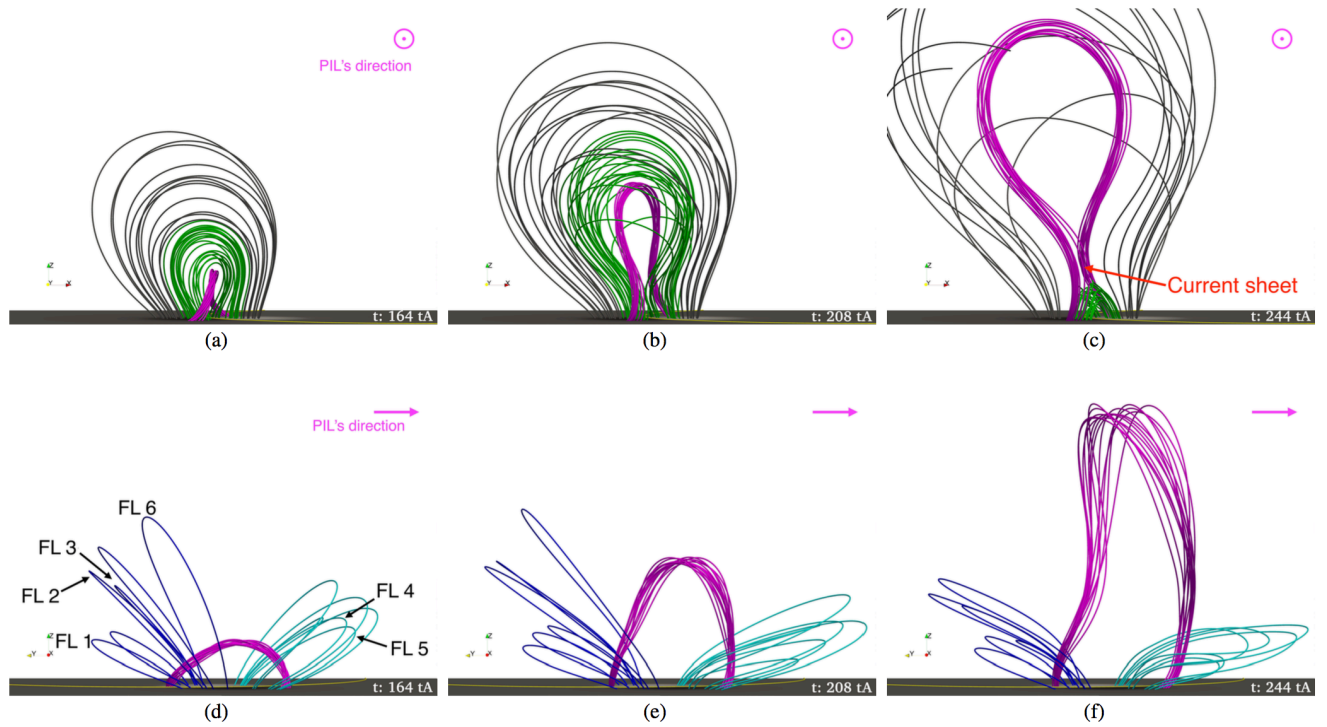 PIL's direction
Z
Y X
t: 164 tA
(a)
Z
Y X
t: 208 tA
(b)
Z
Y X
Current sheet
t: 244 tA
(c)
PIL's direction
FL 6
FL 3
FL 2
FL 4
FL 1
FL 5
Z
Y X
t: 164 tA
(d)
Z
Y X
t: 208 tA
(e)
Z
Y X
t: 244 tA
(f)